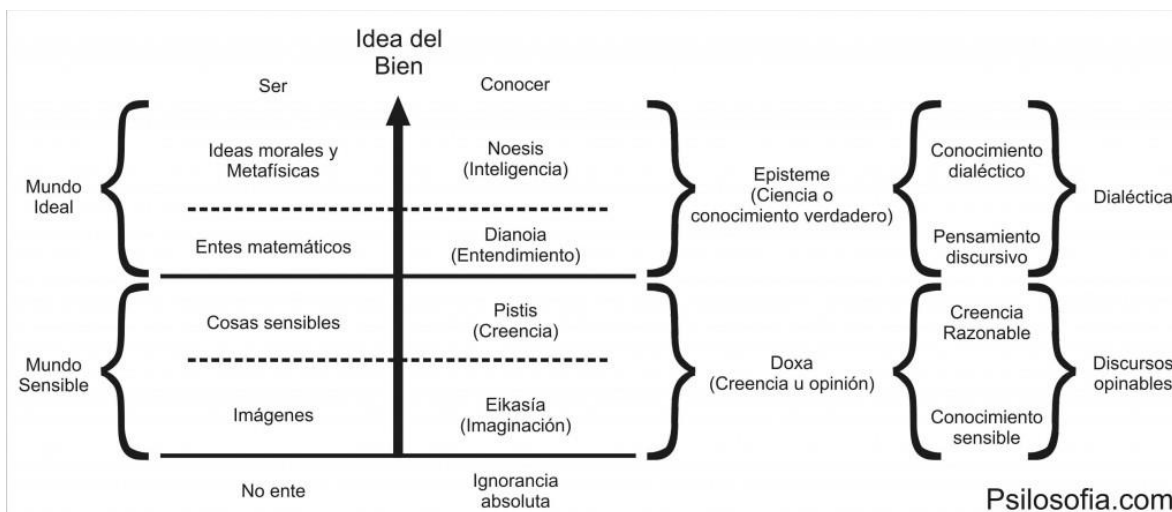 Idea del
Bien
Ser
Conocer
Mundo
Ideal
Ideas morales y
Metafísicas
Noesis
(Inteligencia)
Entes matemáticos
Dianoia
(Entendimiento)
Episteme
(Ciencia o
conocimiento verdadero)
Conocimiento
dialéctico
Pensamiento
discursivo
Dialéctica
Mundo
Sensible
Cosas sensibles
Pistis
(Creencia)
Imágenes
Eikasía
(Imaginación)
Doxa
(Creencia u opinión)
Creencia
Razonable
Conocimiento
sensible
Discursos
opinables
No ente
Ignorancia
absoluta
Psilosofia.com